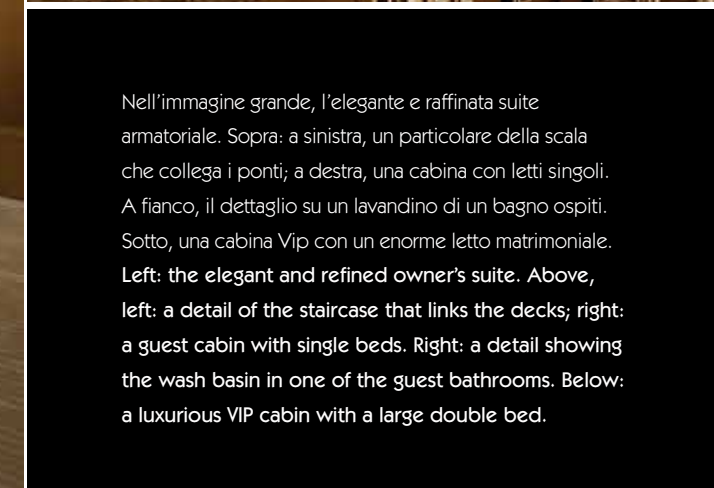 Nell'immagine grande, l'elegante e raffinata suite
armatoriale. Sopra: a sinistra, un particolare della scala
che collega i ponti; a destra, una cabina con letti singoli.
A fianco, il dettaglio su un lavandino di un bagno ospiti.
Sotto, una cabina Vip con un enorme letto matrimoniale.
Left: the elegant and refined owner's suite. Above,
left: a detail of the staircase that links the decks; right:
a guest cabin with single beds. Right: a detail showing
the wash basin in one of the guest bathrooms. Below:
a luxurious VIP cabin with a large double bed.